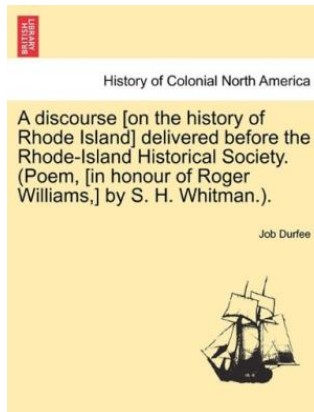 BRITISH
LIBRARY
History of Colonial North America
A discourse [on the history of
Rhode Island] delivered before the
Rhode-Island Historical Society.
(Poem, [in honour of Roger
Williams,] by S. H. Whitman.).
Job Durfee